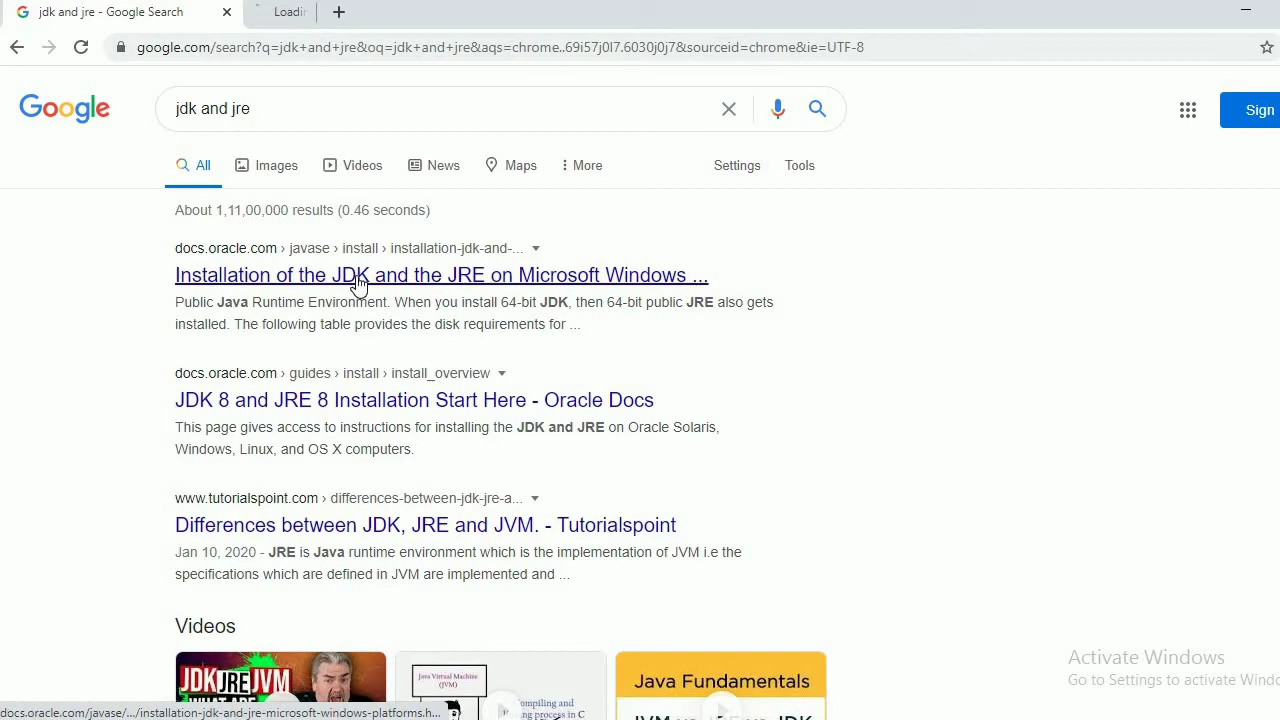 jdk and jre - Google Search
Loadin
google.com/search?q=jdk+and+jre&oq=jdk+and+jre&aqs=chrome..69i57j0l7.6030j0j7&sourceid=chrome&ie=UTF-8
Google
jdk and jre
Sign
All
Images
Videos
News
Maps
More
Settings
Tools
About 1,11,00,000 results (0.46 seconds)
docs.oracle.com › javase › install › installation-jdk-and-...
Installation of the JDK and the JRE on Microsoft Windows ...
Public Java Runtime Environment. When you install 64-bit JDK, then 64-bit public JRE also gets
installed. The following table provides the disk requirements for ...
docs.oracle.com › guides › install › install_overview
JDK 8 and JRE 8 Installation Start Here - Oracle Docs
This page gives access to instructions for installing the JDK and JRE on Oracle Solaris,
Windows, Linux, and OS X computers.
www.tutorialspoint.com › differences-between-jdk-jre-a...
Differences between JDK, JRE and JVM. - Tutorialspoint
Jan 10, 2020 - JRE is Java runtime environment which is the implementation of JVM i.e the
specifications which are defined in JVM are implemented and ...
Videos
JDK JRE JVM
Java Virtual Machine
(JVM)
Compiling and
process in C
Java Fundamentals
JVM vs JRE vs JDK
Activate Windows
Go to Settings to activate Windo
docs.oracle.com/javase/.../installation-jdk-and-jre-microsoft-windows-platforms.h...